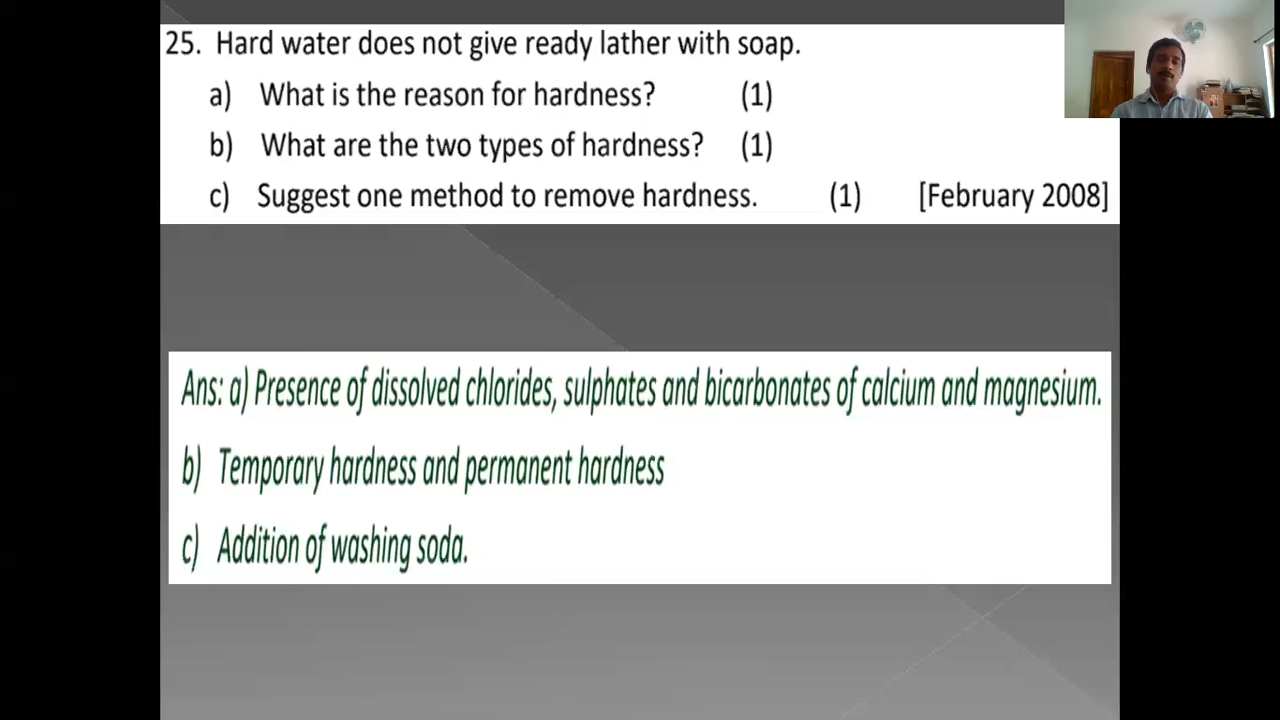 25. Hard water does not give ready lather with soap.
a) What is the reason for hardness? (1)
b) What are the two types of hardness? (1)
c) Suggest one method to remove hardness. (1) [February 2008]
Ans: a) Presence of dissolved chlorides, sulphates and bicarbonates of calcium and magnesium.
b) Temporary hardness and permanent hardness
c) Addition of washing soda.